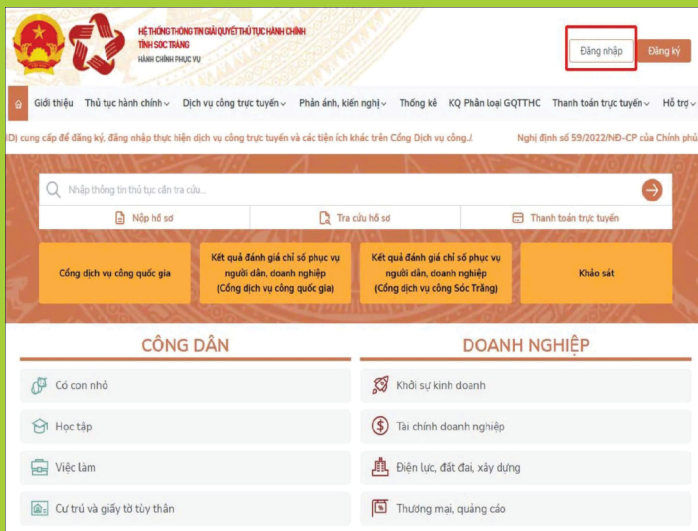 HỆ THỐNG THÔNG TIN GIẢI QUYẾT THỦ TỤC HÀNH CHÍNH
TỈNH SÓC TRĂNG
HÀNH CHÍNH PHỤC VỤ
Đăng nhập
Đăng ký
Giới thiệu Thủ tục hành chính Dịch vụ công trực tuyến Phản ánh, kiến nghị Thống kê KQ Phân loại GQTTHC Thanh toán trực tuyến Hỗ trợ
ID) cung cấp để đăng ký, đăng nhập thực hiện dịch vụ công trực tuyến và các tiện ích khác trên Cổng Dịch vụ công./. Nghị định số 59/2022/NĐ-CP của Chính phủ
Nhập thông tin thủ tục cần tra cứu...
Nộp hồ sơ
Tra cứu hồ sơ
Thanh toán trực tuyến
Cổng dịch vụ công quốc gia
Kết quả đánh giá chỉ số phục vụ
người dân, doanh nghiệp
(Cổng dịch vụ công quốc gia)
Kết quả đánh giá chỉ số phục vụ
người dân, doanh nghiệp
(Cổng dịch vụ công Sóc Trăng)
Khảo sát
CÔNG DÂN
Có con nhỏ
Học tập
Việc làm
Cư trú và giấy tờ tùy thân
DOANH NGHIỆP
Khởi sự kinh doanh
Tài chính doanh nghiệp
Điện lực, đất đai, xây dựng
Thương mại, quảng cáo